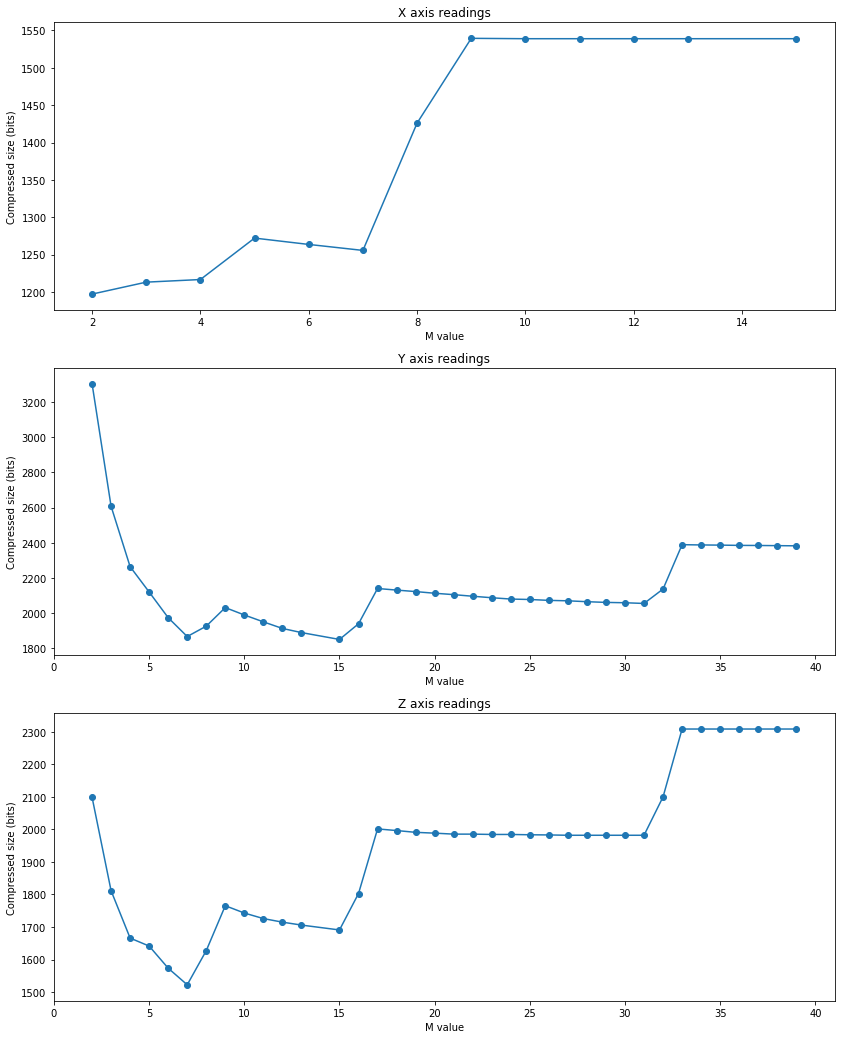 X axis readings
Compressed size (bits)
1550
1500
1450
1400
1350
1300
1250
1200
2 4 6 8 10 12 14
M value
Y axis readings
Compressed size (bits)
3200
3000
2800
2600
2400
2200
2000
1800
0 5 10 15 20 25 30 35 40
M value
Z axis readings
Compressed size (bits)
2300
2200
2100
2000
1900
1800
1700
1600
1500
0 5 10 15 20 25 30 35 40
M value